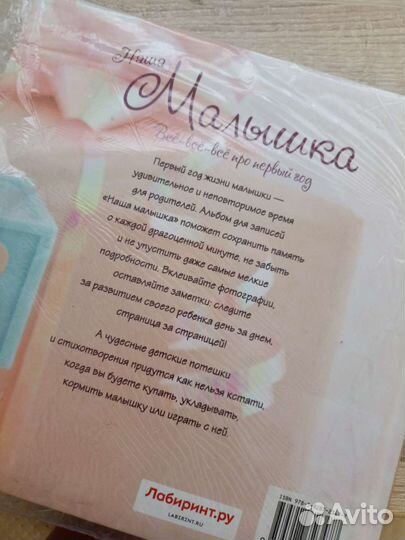 Наша
Малышка
Всё-всё-всё про первый год
Первый год жизни малышки —
удивительное и неповторимое время
для родителей. Альбом для записей
«Наша малышка» поможет сохранить память
о каждой драгоценной минуте, не забыть
и не упустить даже самые мелкие
подробности. Вклеивайте фотографии,
оставляйте заметки: следите
за развитием своего ребенка день за днем,
страница за страницей!
А чудесные детские потешки
и стихотворения придутся как нельзя кстати,
когда вы будете купать, укладывать,
кормить малышку или играть с ней.
Лабиринт.ру
LABIRINT.RU
ISBN 978-
Avito